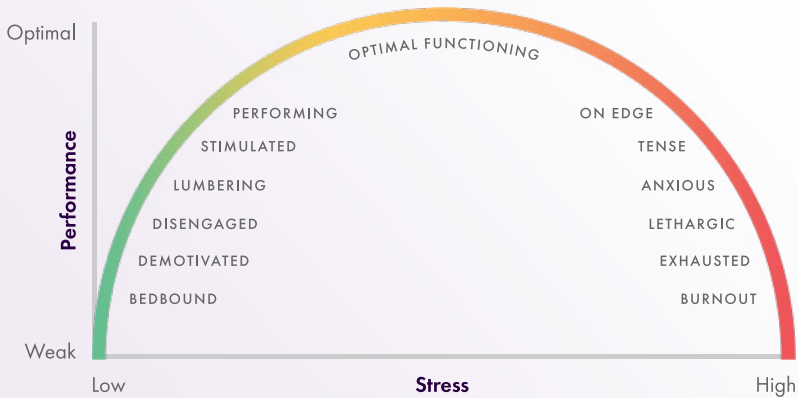 Optimal
OPTIMAL FUNCTIONING
PERFORMING
ON EDGE
STIMULATED
TENSE
Performance
LUMBERING
ANXIOUS
DISENGAGED
LETHARGIC
DEMOTIVATED
EXHAUSTED
BEDBOUND
BURNOUT
Weak
Low
Stress
High